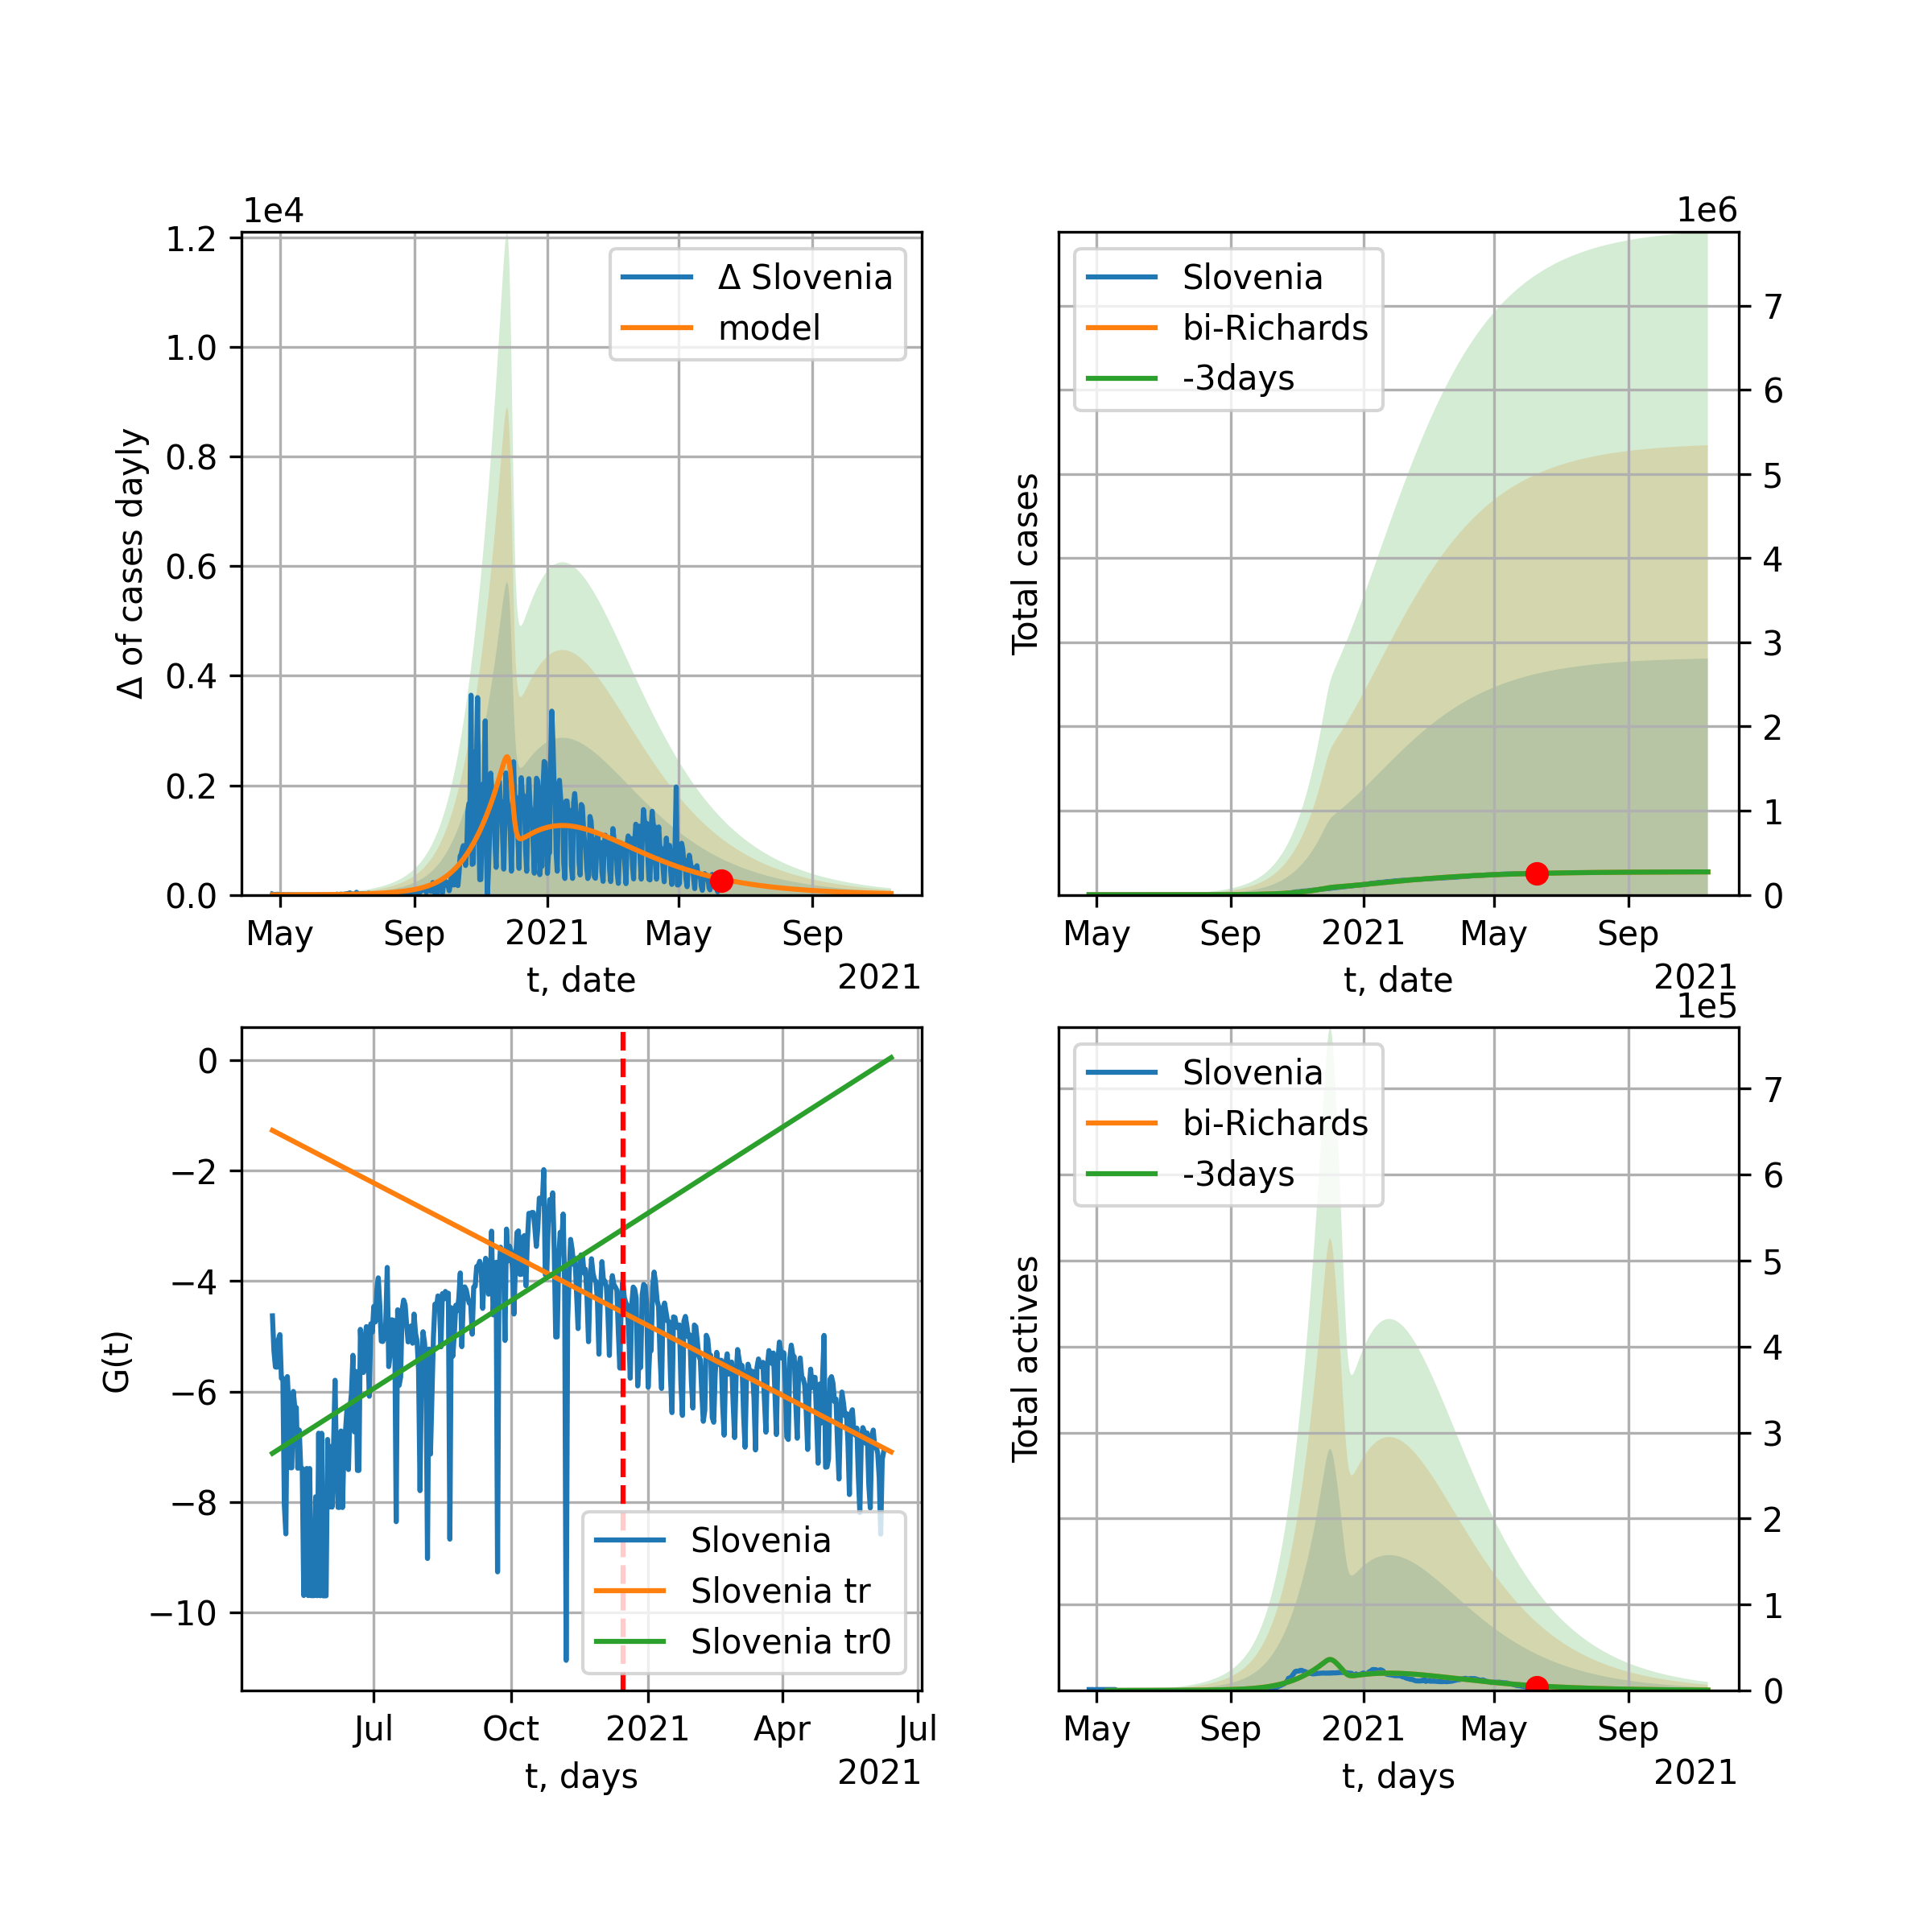 1e4
1.2
1.0
0.8
0.6
0.4
0.2
0.0
Δ of cases dayly
Δ Slovenia
model
May Sep 2021 May Sep
t, date
2021
1e6
7
6
5
4
3
2
1
0
Total cases
Slovenia
bi-Richards
-3days
May Sep 2021 May Sep
t, date
2021
0
−2
−4
−6
−8
−10
G(t)
Slovenia
Slovenia tr
Slovenia tr0
Jul Oct 2021 Apr Jul
t, days
2021
1e5
7
6
5
4
3
2
1
0
Total actives
Slovenia
bi-Richards
-3days
May Sep 2021 May Sep
t, days
2021